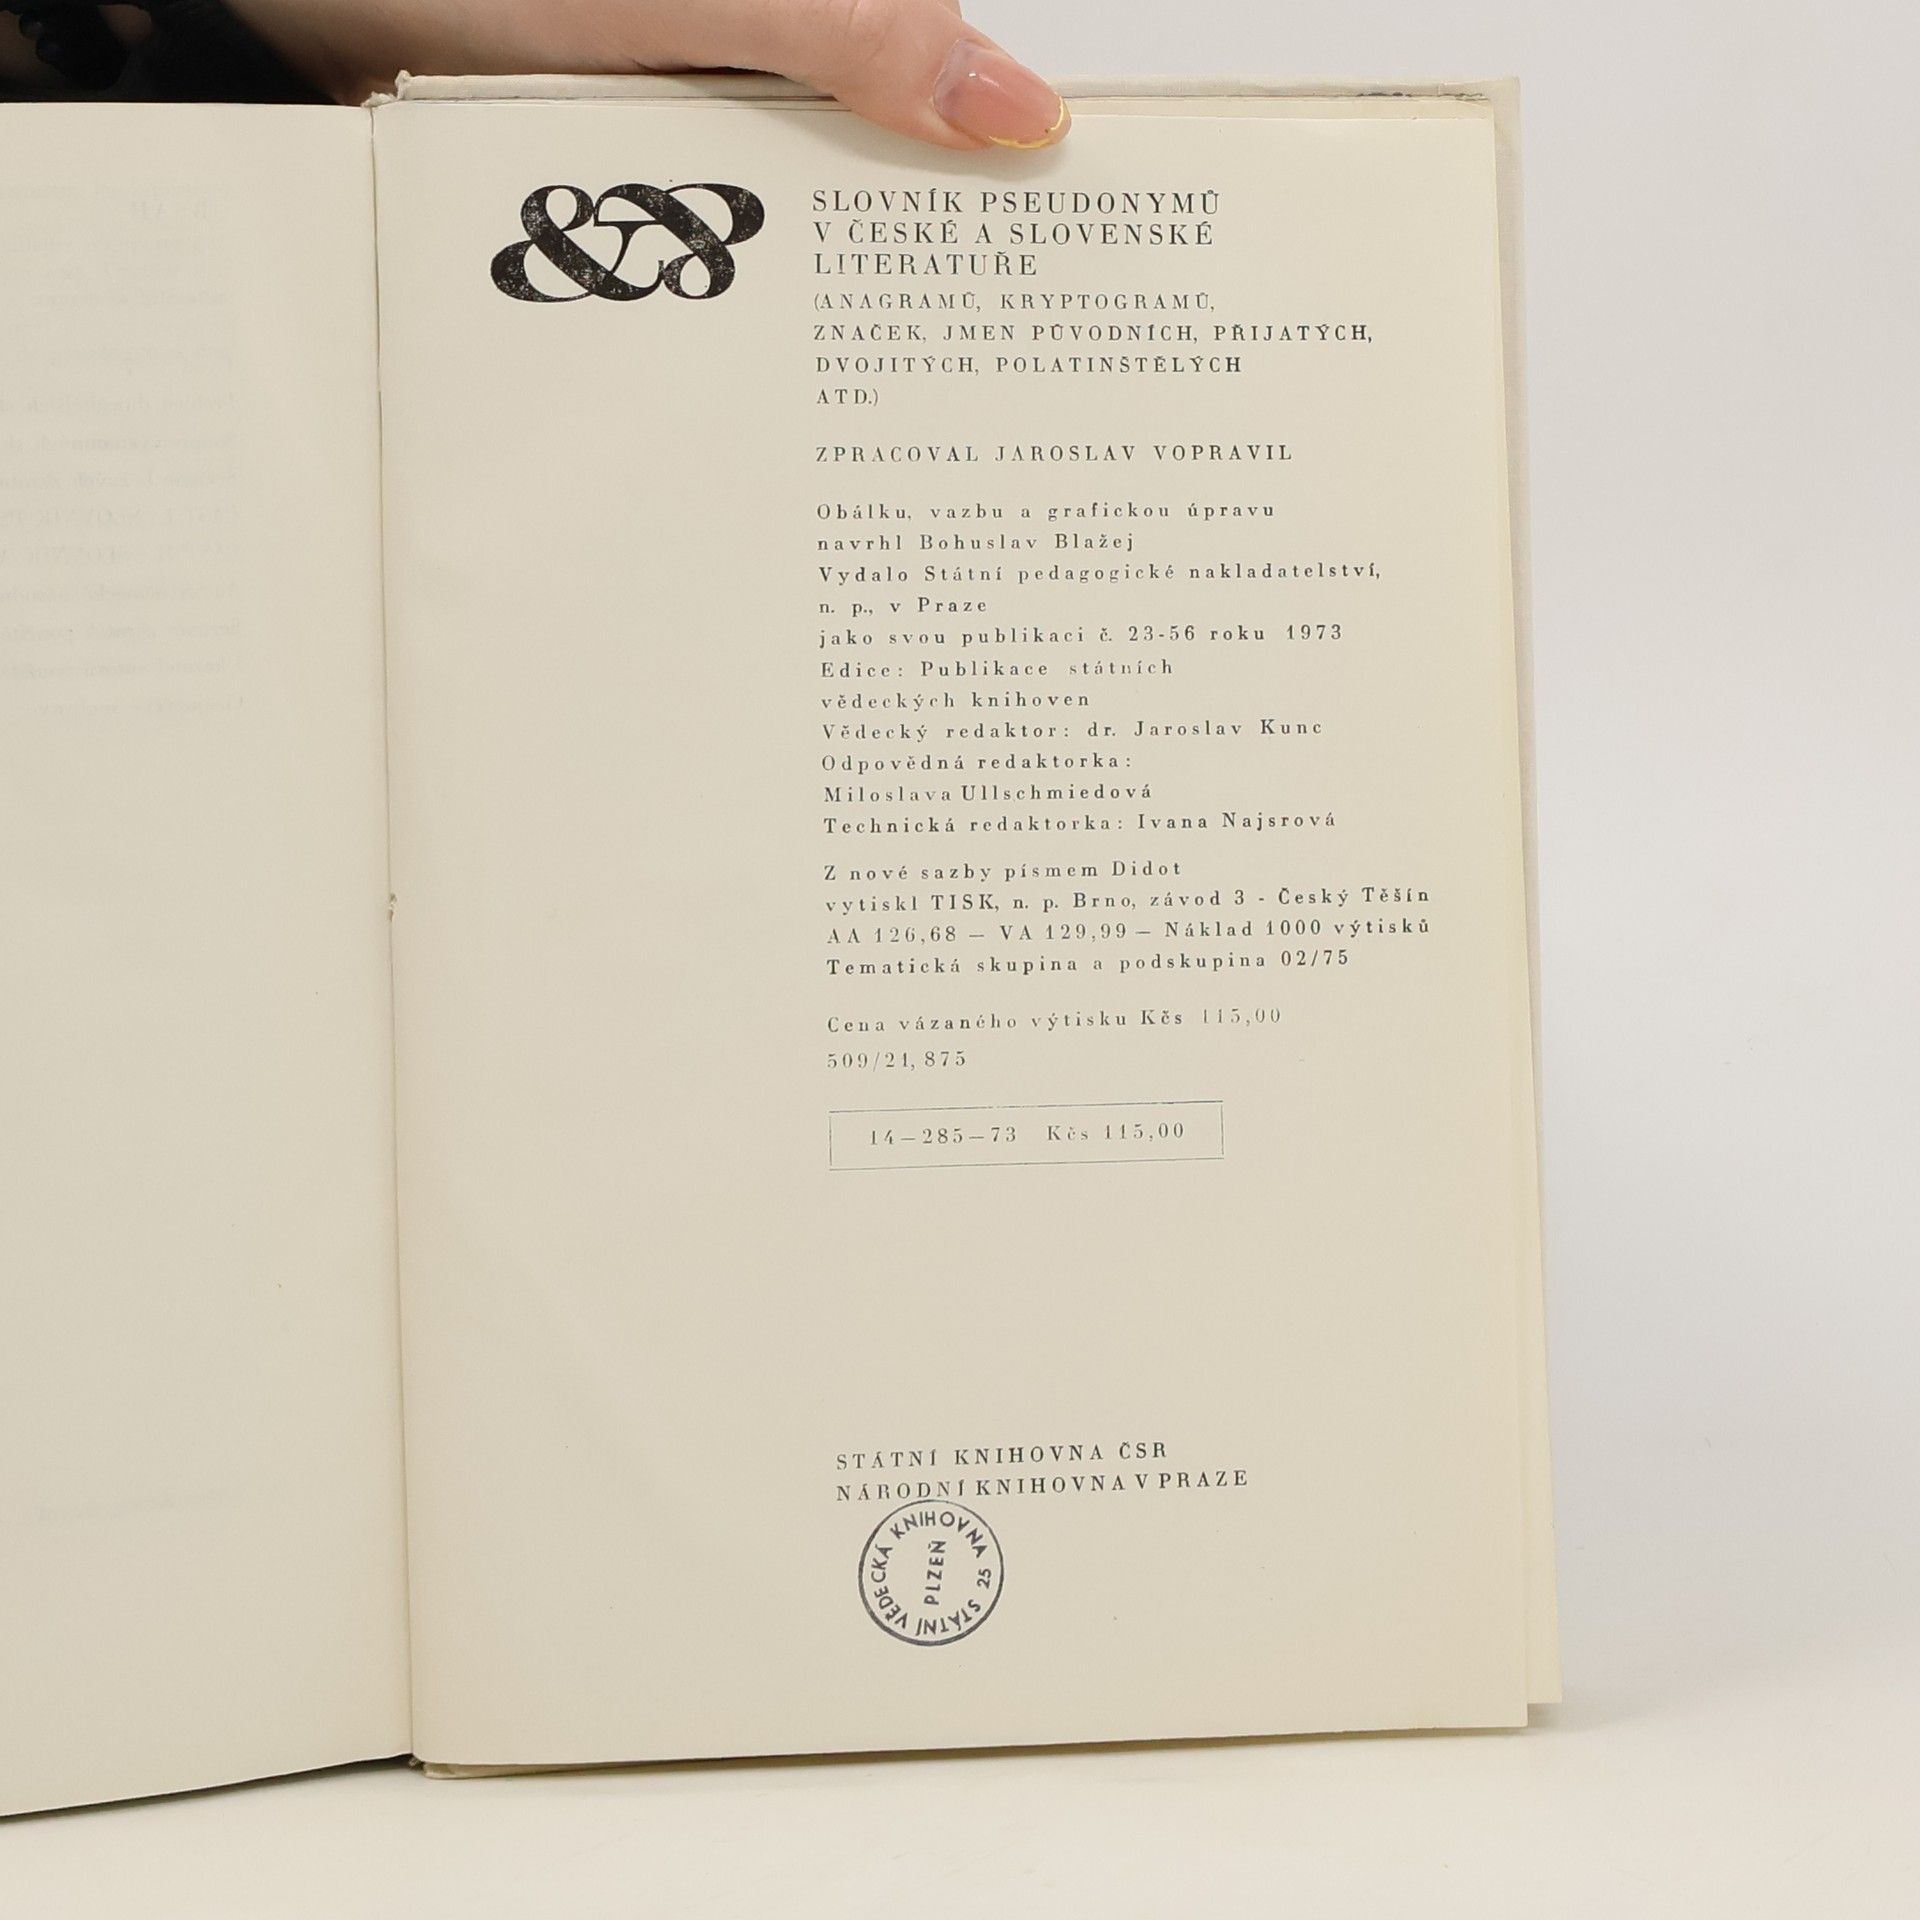 SLOVNÍK PSEUDONYMŮ
V ČESKÉ A SLOVENSKÉ
LITERATUŘE
(ANAGRAMŮ, KRYPTOGRAMŮ,
ZNAČEK, JMEN PŮVODNÍCH, PŘIJATÝCH,
DVOJITÝCH, POLATINŠTĚLÝCH
ATD.)
ZPRACOVAL JAROSLAV VOPRAVIL
Obálku, vazbu a grafickou úpravu
navrhl Bohuslav Blažej
Vydalo Státní pedagogické nakladatelství,
n. p., v Praze
jako svou publikaci č. 23-56 roku 1973
Edice: Publikace státních
vědeckých knihoven
Vědecký redaktor: dr. Jaroslav Kunc
Odpovědná redaktorka:
Miloslava Ullschmiedová
Technická redaktorka: Ivana Najsrová
Z nové sazby písmem Didot
vytiskl TISK, n. p. Brno, závod 3 - Český Těšín
AA 126,68 — VA 129,99 — Náklad 1000 výtisků
Tematická skupina a podskupina 02/75
Cena vázaného výtisku Kčs 115,00
509/21,875
14—285—73 Kčs 115,00
STÁTNÍ KNIHOVNA ČSR
NÁRODNÍ KNIHOVNA V PRAZE
STÁTNÍ VĚDECKÁ KNIHOVNA 25
PLZEŇ